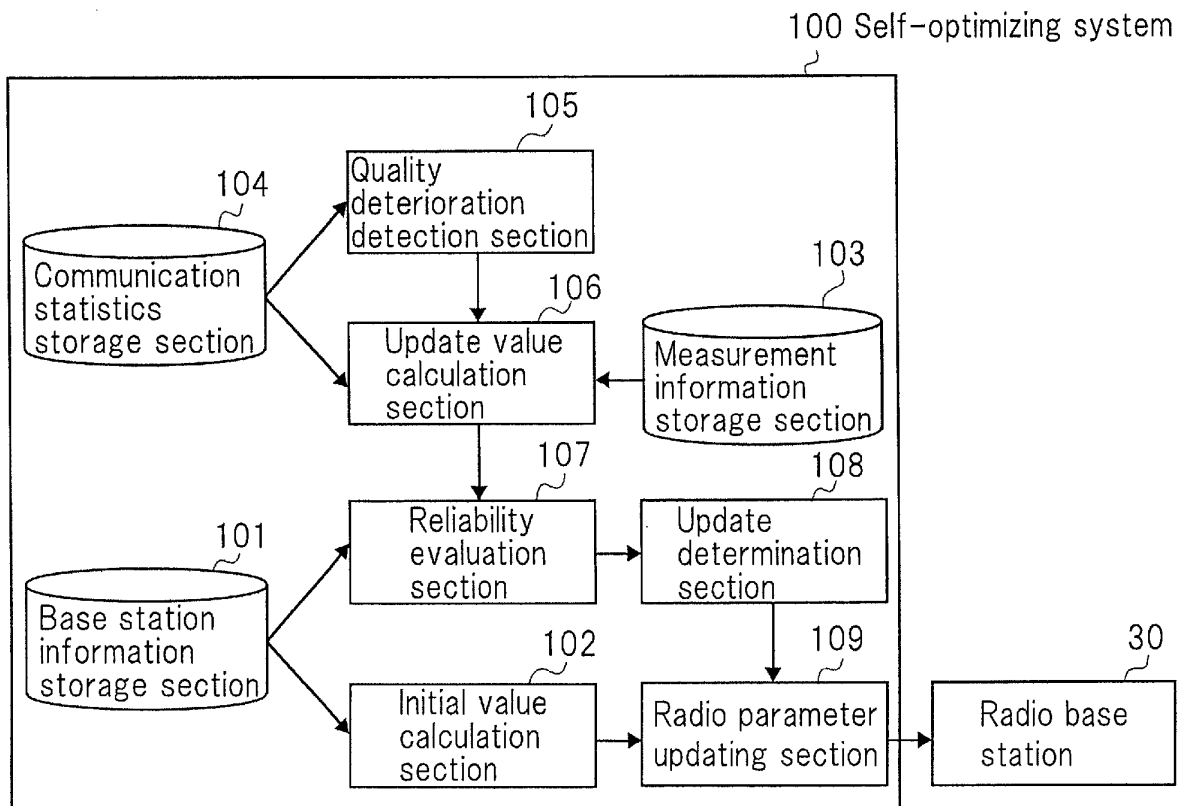 100 Self-optimizing system
105
Quality
deterioration
detection section
104
Communication
statistics
storage section
106
Update value
calculation
section
103
Measurement
information
storage section
107
Reliability
evaluation
section
108
Update
determination
section
101
Base station
information
storage section
102
Initial value
calculation
section
109
Radio parameter
updating section
30
Radio base
station